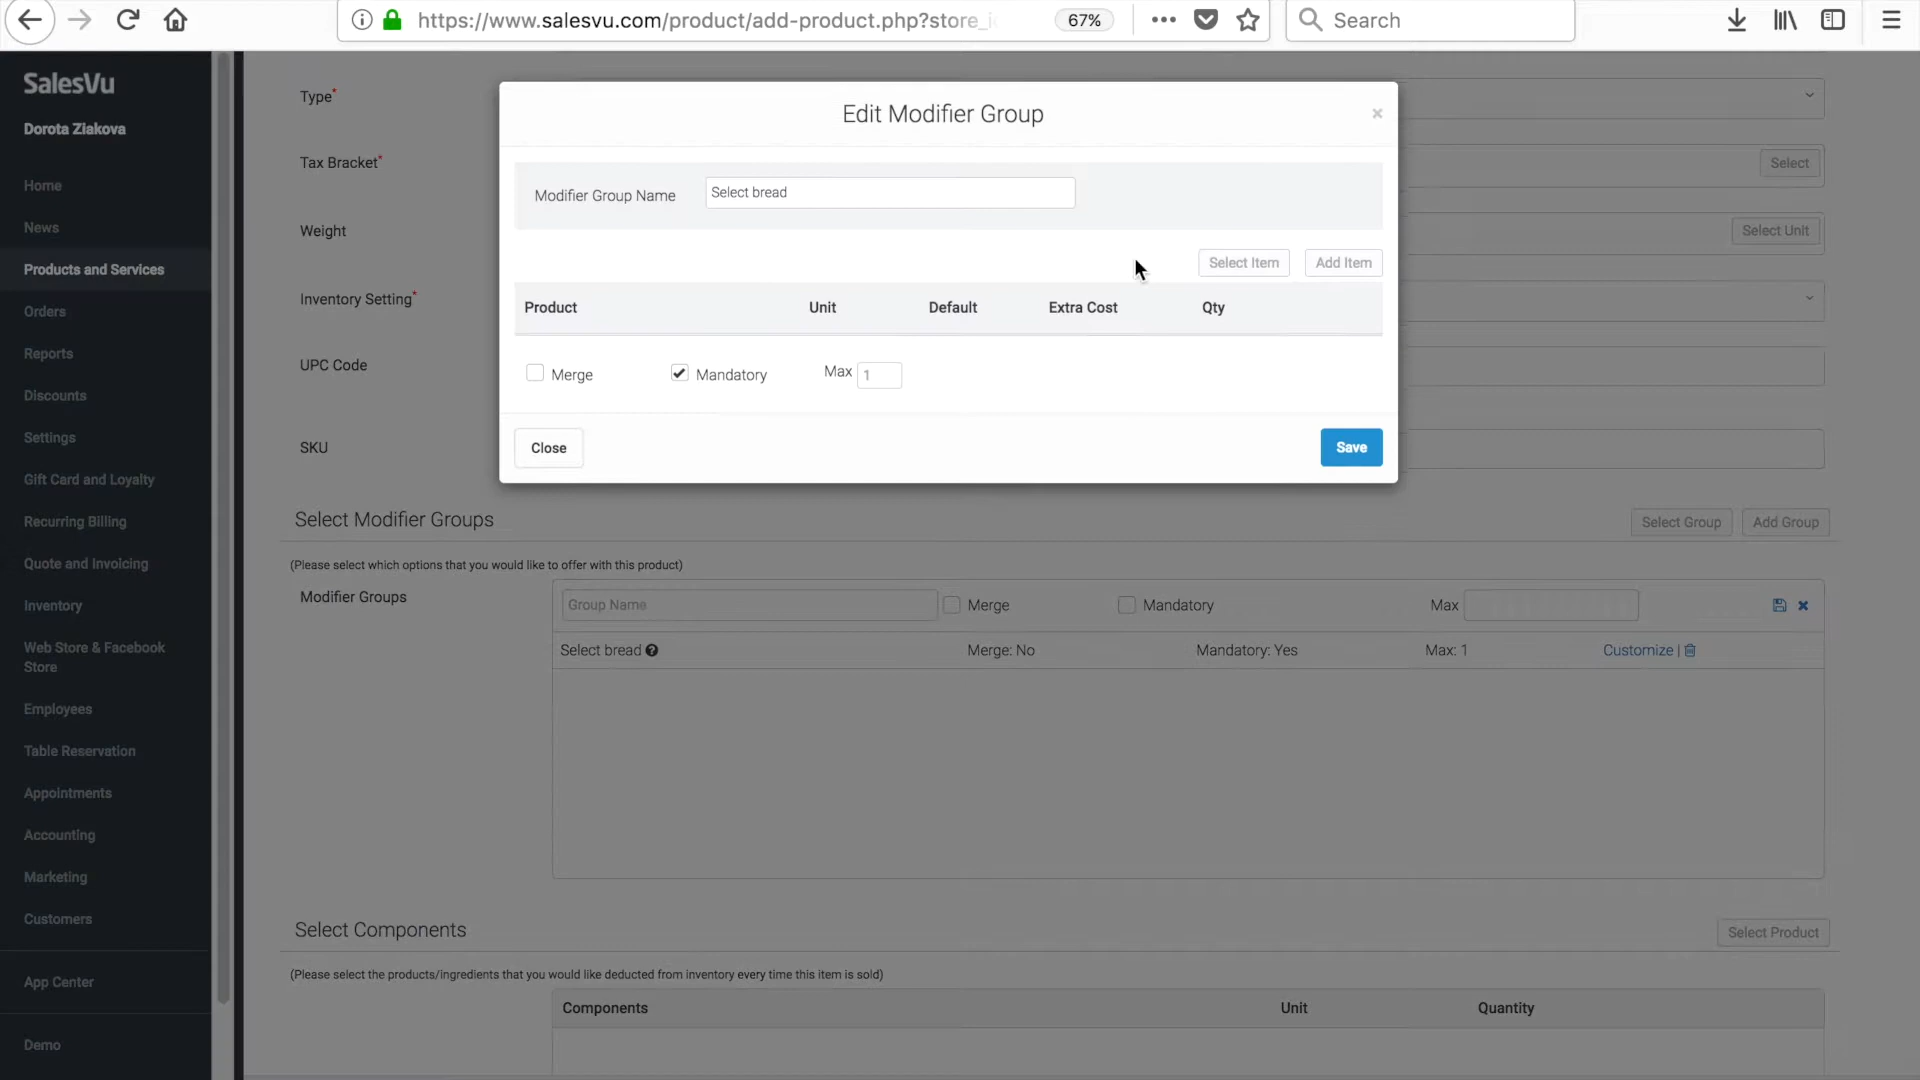 https://www.salesvu.com/product/add-product.php?store_i
67%
Search
SalesVu
Dorota Zlakova
Home
News
Products and Services
Orders
Reports
Discounts
Settings
Gift Card and Loyalty
Recurring Billing
Quote and Invoicing
Inventory
Web Store & Facebook
Store
Employees
Table Reservation
Appointments
Accounting
Marketing
Customers
App Center
Demo
Type*
Tax Bracket*
Select
Weight
Select Unit
Inventory Setting*
UPC Code
SKU
Edit Modifier Group
×
Modifier Group Name
Select bread
Select Item
Add Item
Product Unit Default Extra Cost Qty
Merge Mandatory Max 1
Close
Save
Select Modifier Groups
Select Group
Add Group
(Please select which options that you would like to offer with this product)
Modifier Groups
Group Name Merge Mandatory Max
Select bread Merge: No Mandatory: Yes Max: 1 Customize |
Select Components
Select Product
(Please select the products/ingredients that you would like deducted from inventory every time this item is sold)
Components Unit Quantity